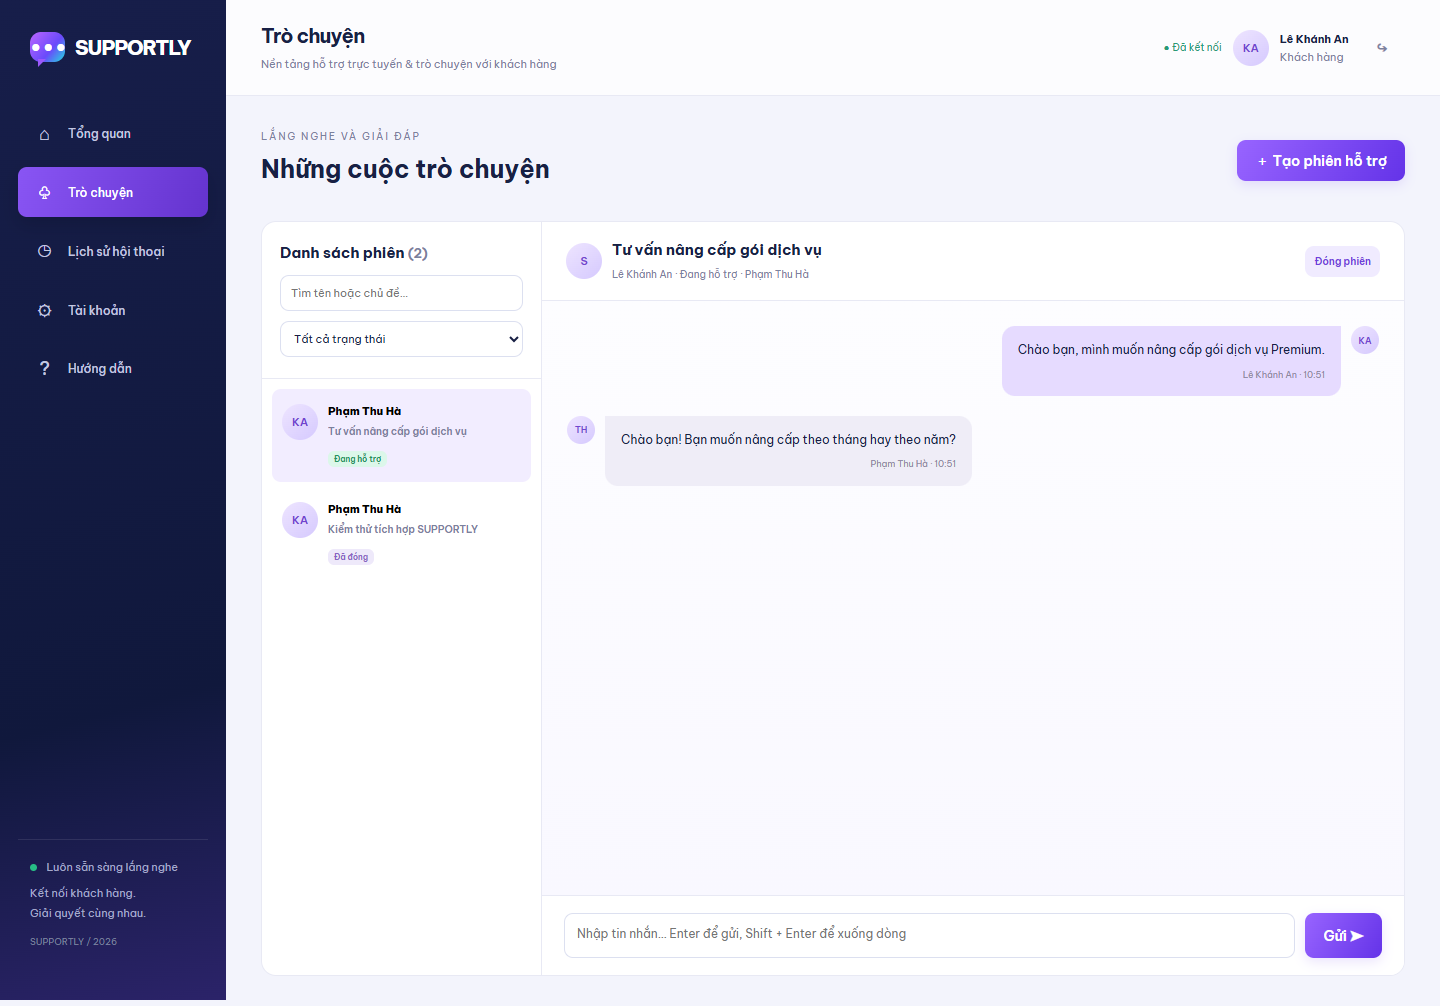 SUPPORTLY
Tổng quan
Trò chuyện
Lịch sử hội thoại
Tài khoản
Hướng dẫn
Luôn sẵn sàng lắng nghe
Kết nối khách hàng.
Giải quyết cùng nhau.
SUPPORTLY / 2026
Trò chuyện
Nền tảng hỗ trợ trực tuyến & trò chuyện với khách hàng
● Đã kết nối
KA
Lê Khánh An
Khách hàng
LẮNG NGHE VÀ GIẢI ĐÁP
Những cuộc trò chuyện
+ Tạo phiên hỗ trợ
Danh sách phiên (2)
Tìm tên hoặc chủ đề...
Tất cả trạng thái
KA
Phạm Thu Hà
Tư vấn nâng cấp gói dịch vụ
Đang hỗ trợ
KA
Phạm Thu Hà
Kiểm thử tích hợp SUPPORTLY
Đã đóng
S
Tư vấn nâng cấp gói dịch vụ
Lê Khánh An · Đang hỗ trợ · Phạm Thu Hà
Đóng phiên
Chào bạn, mình muốn nâng cấp gói dịch vụ Premium.
Lê Khánh An · 10:51
KA
TH
Chào bạn! Bạn muốn nâng cấp theo tháng hay theo năm?
Phạm Thu Hà · 10:51
Nhập tin nhắn... Enter để gửi, Shift + Enter để xuống dòng
Gửi ➤